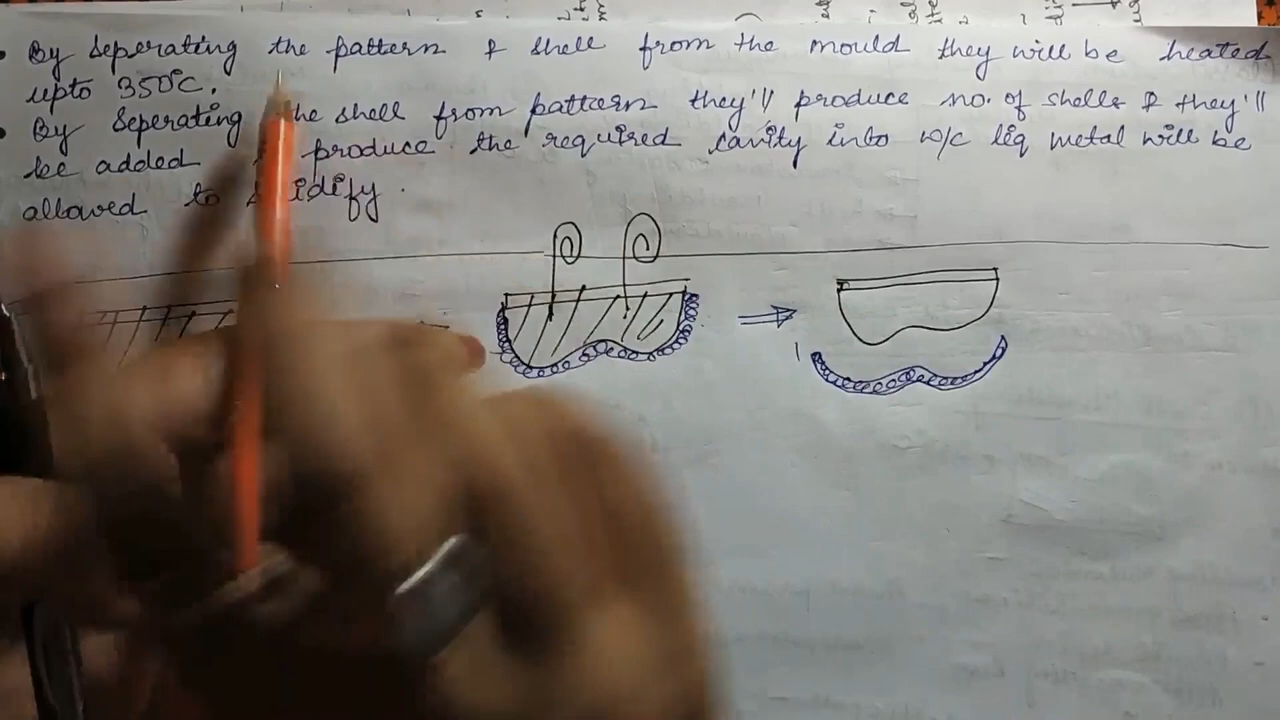 • By seperating the pattern & shell from the mould they will be heated
upto 350°C.
• By seperating the shell from pattern they'll produce no. of shells & they'll
be added produce the required cavity into w/c liq metal will be
allowed to